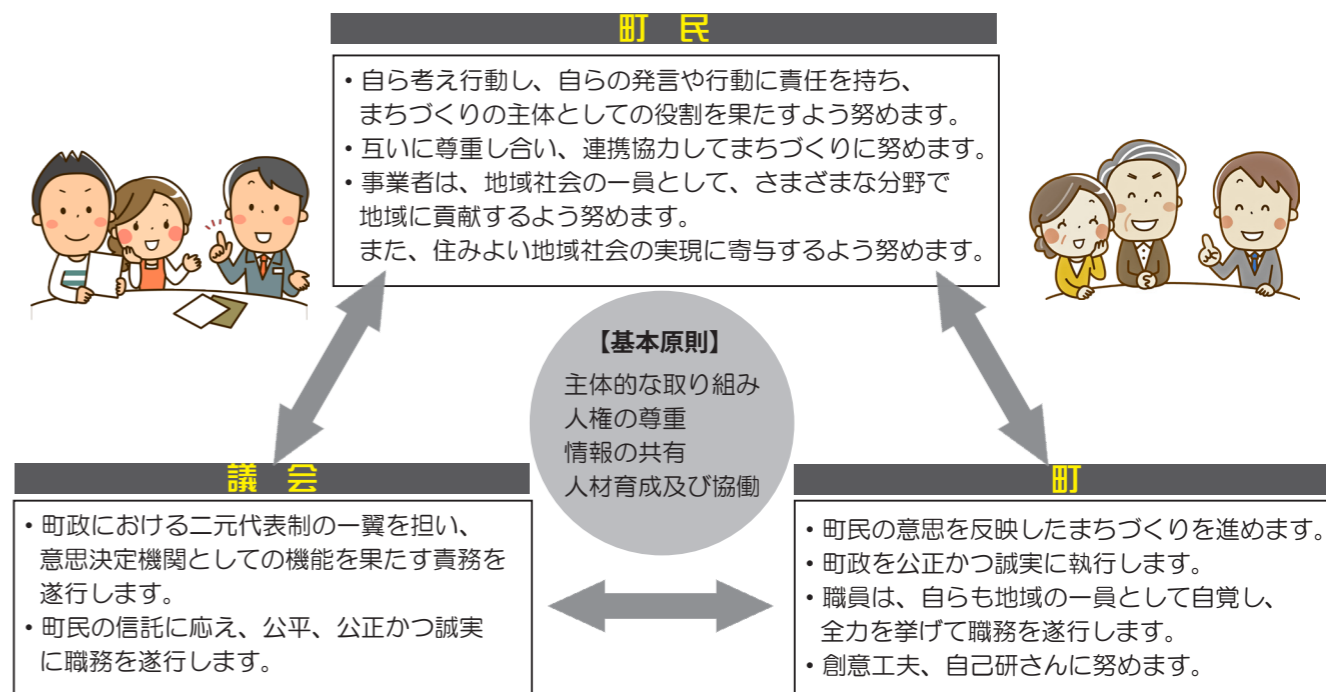 町 民
・自ら考え行動し、自らの発言や行動に責任を持ち、
まちづくりの主体としての役割を果たすよう努めます。
・互いに尊重し合い、連携協力してまちづくりに努めます。
・事業者は、地域社会の一員として、さまざまな分野で
地域に貢献するよう努めます。
また、住みよい地域社会の実現に寄与するよう努めます。
【基本原則】
主体的な取り組み
人権の尊重
情報の共有
人材育成及び協働
議 会
・町政における二元代表制の一翼を担い、
意思決定機関としての機能を果たす責務を
遂行します。
・町民の信託に応え、公平、公正かつ誠実
に職務を遂行します。
町
・町民の意思を反映したまちづくりを進めます。
・町政を公正かつ誠実に執行します。
・職員は、自らも地域の一員として自覚し、
全力を挙げて職務を遂行します。
・創意工夫、自己研さんに努めます。